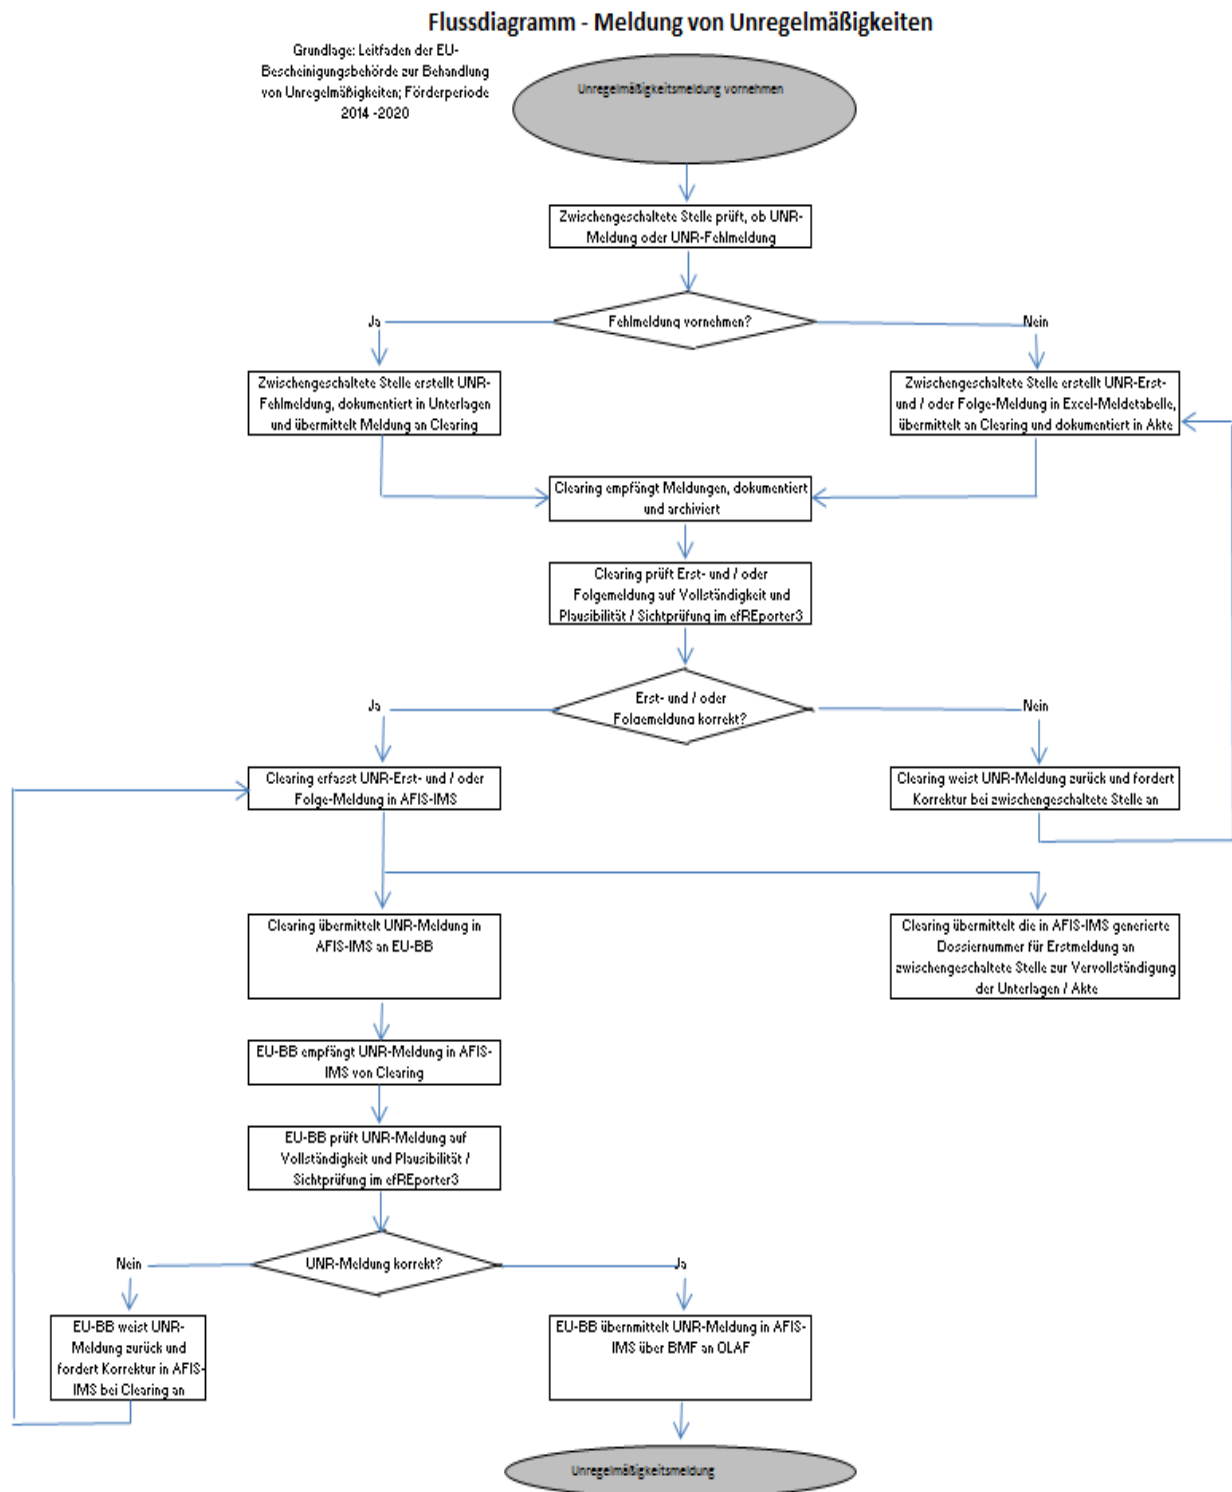 Flussdiagramm - Meldung von Unregelmäßigkeiten
Grundlage: Leitfaden der EU-
Bescheinigungsbehörde zur Behandlung
von Unregelmäßigkeiten; Förderperiode
2014 -2020
Unregelmäßigkeitsmeldung vornehmen
Zwischengeschaltete Stelle prüft, ob UNR-
Meldung oder UNR-Fehlmeldung
Fehlmeldung vornehmen?
Ja
Nein
Zwischengeschaltete Stelle erstellt UNR-
Fehlmeldung, dokumentiert in Unterlagen
und übermittelt Meldung an Clearing
Zwischengeschaltete Stelle erstellt UNR-Erst-
und / oder Folge-Meldung in Excel-Meldetabelle,
übermittelt an Clearing und dokumentiert in Akte
Clearing empfängt Meldungen, dokumentiert
und archiviert
Clearing prüft Erst- und / oder
Folgemeldung auf Vollständigkeit und
Plausibilität / Sichtprüfung im efREporter3
Erst- und / oder
Folgemeldung korrekt?
Ja
Nein
Clearing erfasst UNR-Erst- und / oder
Folge-Meldung in AFIS-IMS
Clearing weist UNR-Meldung zurück und fordert
Korrektur bei zwischengeschaltete Stelle an
Clearing übermittelt UNR-Meldung in
AFIS-IMS an EU-BB
Clearing übermittelt die in AFIS-IMS generierte
Dossiernummer für Erstmeldung an
zwischengeschaltete Stelle zur Vervollständigung
der Unterlagen / Akte
EU-BB empfängt UNR-Meldung in AFIS-
IMS von Clearing
EU-BB prüft UNR-Meldung auf
Vollständigkeit und Plausibilität /
Sichtprüfung im efREporter3
UNR-Meldung korrekt?
Nein
Ja
EU-BB weist UNR-
Meldung zurück und
fordert Korrektur in AFIS-
IMS bei Clearing an
EU-BB übernmittelt UNR-Meldung in AFIS-
IMS über BMF an OLAF
Unregelmäßigkeitsmeldung